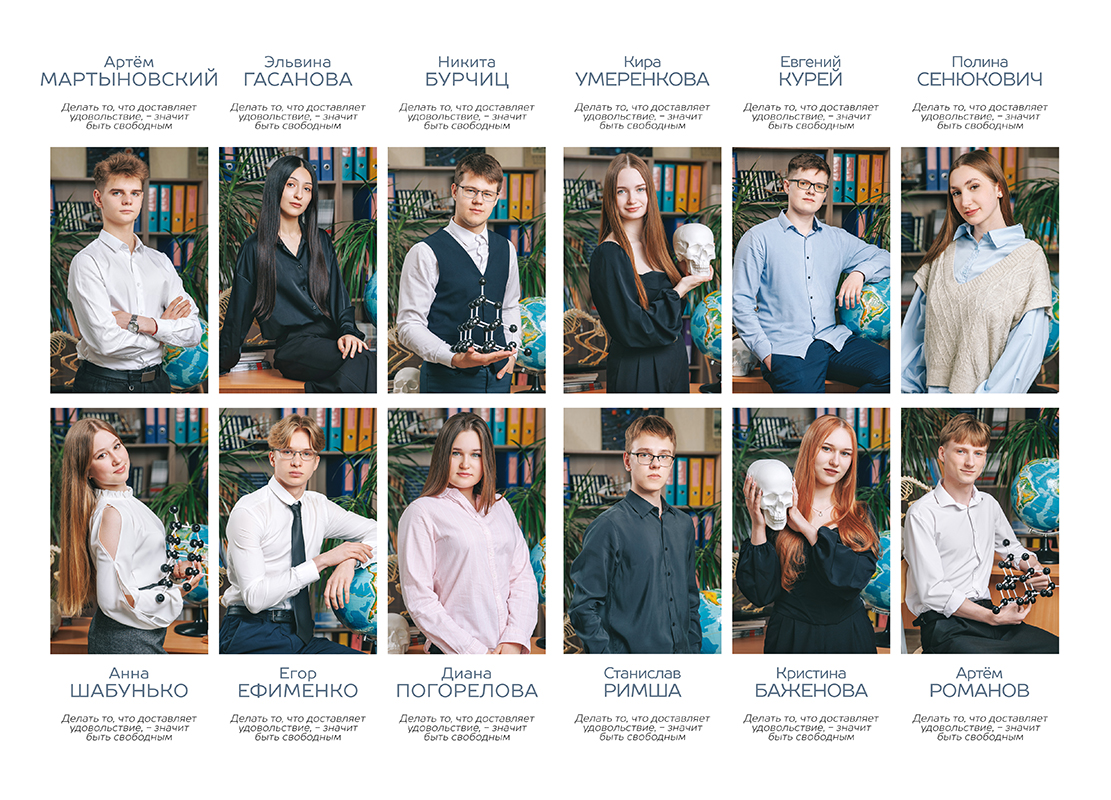 Артём
МАРТЫНОВСКИЙ
Делать то, что доставляет
удовольствие, – значит
быть свободным
Эльвина
ГАСАНОВА
Делать то, что доставляет
удовольствие, – значит
быть свободным
Никита
БУРЧИЦ
Делать то, что доставляет
удовольствие, – значит
быть свободным
Кира
УМЕРЕНКОВА
Делать то, что доставляет
удовольствие, – значит
быть свободным
Евгений
КУРЕЙ
Делать то, что доставляет
удовольствие, – значит
быть свободным
Полина
СЕНЮКОВИЧ
Делать то, что доставляет
удовольствие, – значит
быть свободным
Анна
ШАБУНЬКО
Делать то, что доставляет
удовольствие, – значит
быть свободным
Егор
ЕФИМЕНКО
Делать то, что доставляет
удовольствие, – значит
быть свободным
Диана
ПОГОРЕЛОВА
Делать то, что доставляет
удовольствие, – значит
быть свободным
Станислав
РИМША
Делать то, что доставляет
удовольствие, – значит
быть свободным
Кристина
БАЖЕНОВА
Делать то, что доставляет
удовольствие, – значит
быть свободным
Артём
РОМАНОВ
Делать то, что доставляет
удовольствие, – значит
быть свободным